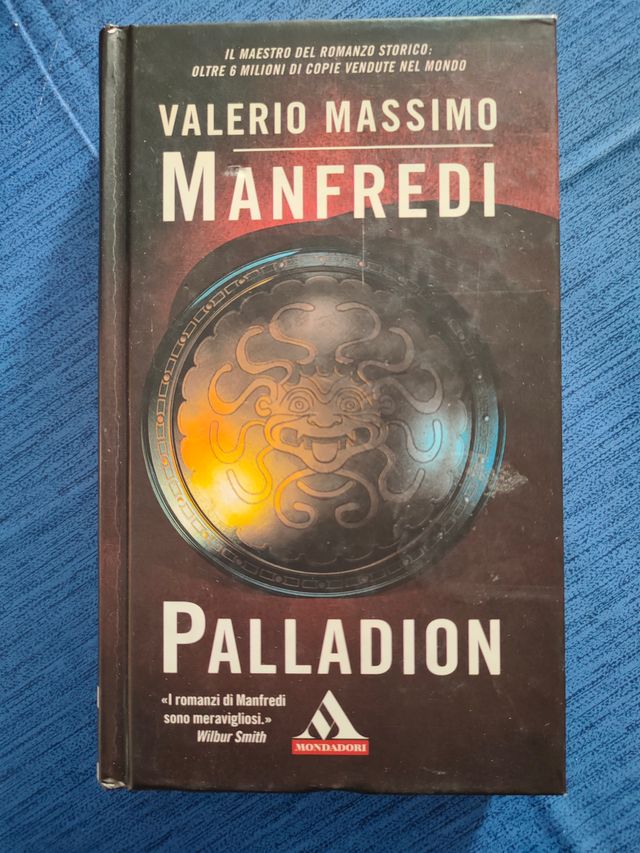 IL MAESTRO DEL ROMANZO STORICO:
OLTRE 6 MILIONI DI COPIE VENDUTE NEL MONDO
VALERIO MASSIMO
MANFREDI
PALLADION
«I romanzi di Manfredi
sono meravigliosi.»
Wilbur Smith
MONDADORI